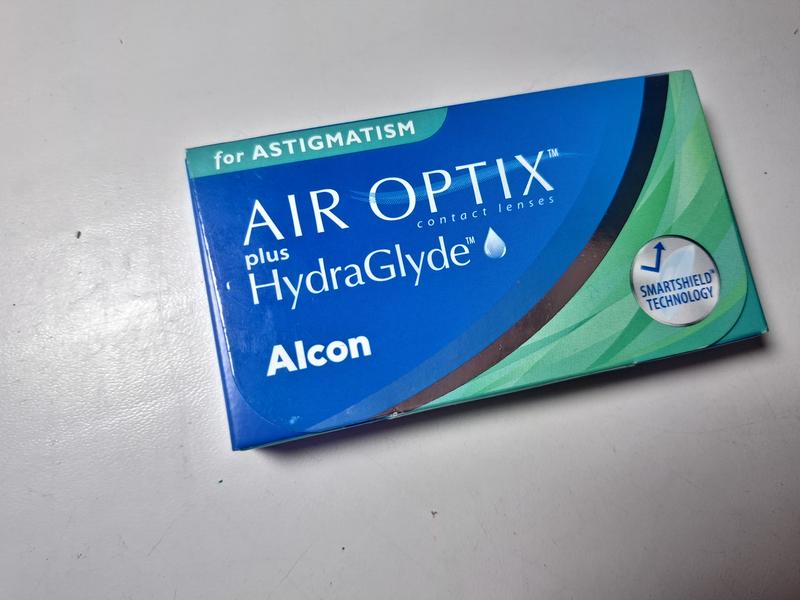 for ASTIGMATISM
AIR OPTIX™
contact lenses
plus
HydraGlyde™
Alcon
SMARTSHIELD™
TECHNOLOGY